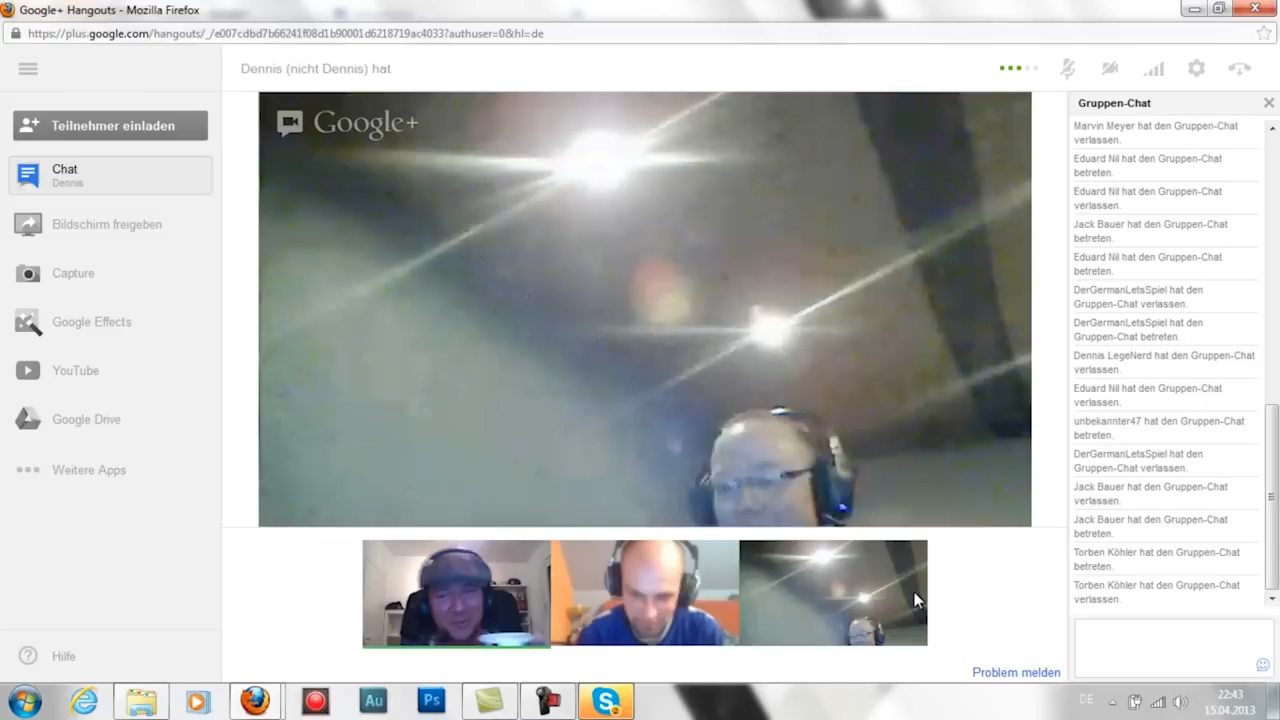 Google+ Hangouts - Mozilla Firefox
https://plus.google.com/hangouts/_/e007cdbd7b66241f08d1b90001d6218719ac4033?authuser=0&hl=de
Dennis (nicht Dennis) hat
Teilnehmer einladen
Chat
Dennis
Bildschirm freigeben
Capture
Google Effects
YouTube
Google Drive
Weitere Apps
Hilfe
Google+
Problem melden
Gruppen-Chat
Marvin Meyer hat den Gruppen-Chat
verlassen.
Eduard Nil hat den Gruppen-Chat
betreten.
Eduard Nil hat den Gruppen-Chat
verlassen.
Jack Bauer hat den Gruppen-Chat
betreten.
Eduard Nil hat den Gruppen-Chat
betreten.
DerGermanLetsSpiel hat den
Gruppen-Chat verlassen.
DerGermanLetsSpiel hat den
Gruppen-Chat betreten.
Dennis LegeNerd hat den Gruppen-Chat
verlassen.
Eduard Nil hat den Gruppen-Chat
verlassen.
unbekannter47 hat den Gruppen-Chat
betreten.
DerGermanLetsSpiel hat den
Gruppen-Chat verlassen.
Jack Bauer hat den Gruppen-Chat
verlassen.
Jack Bauer hat den Gruppen-Chat
betreten.
Torben Köhler hat den Gruppen-Chat
betreten.
Torben Köhler hat den Gruppen-Chat
verlassen.
Au
Ps
DE
22:43
15.04.2013